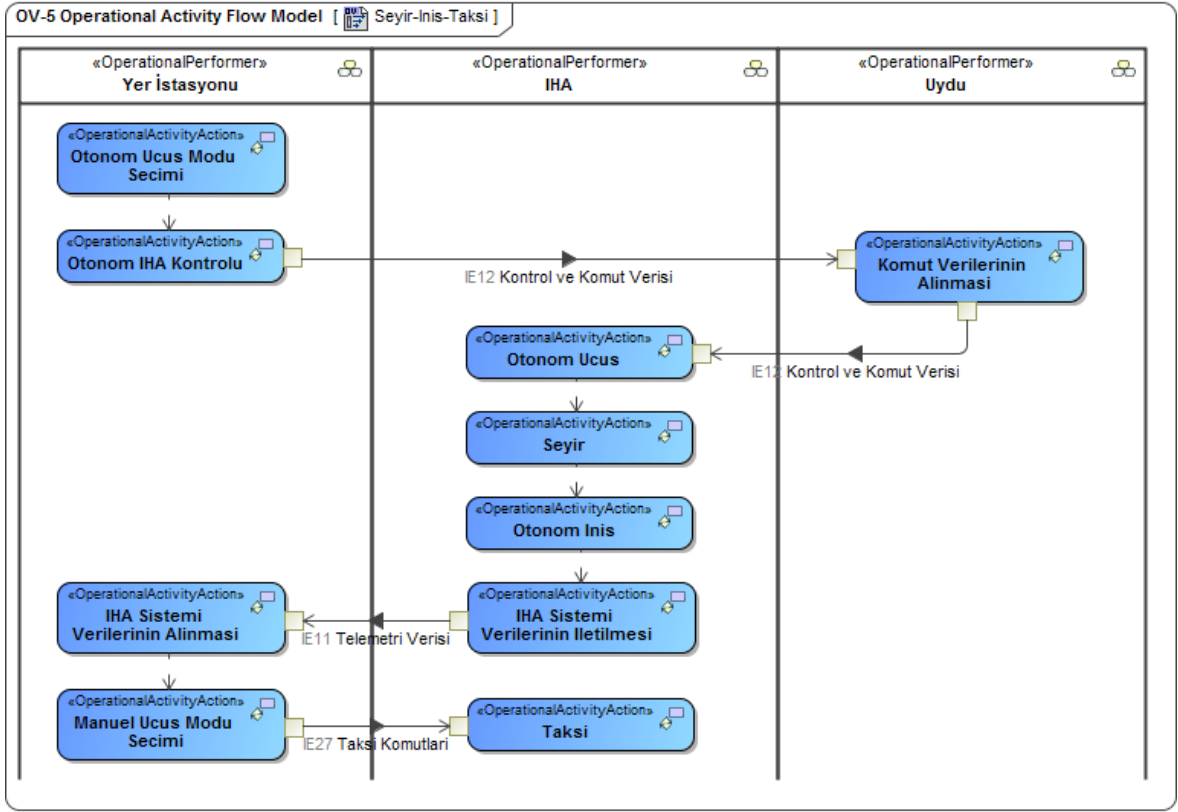 OV-5 Operational Activity Flow Model [ OV-5 Seyir-Inis-Taksi ]
«OperationalPerformer»
Yer İstasyonu
«OperationalPerformer»
IHA
«OperationalPerformer»
Uydu
«OperationalActivityAction»
Otonom Ucus Modu
Secimi
«OperationalActivityAction»
Otonom IHA Kontrolu
IE12 Kontrol ve Komut Verisi
«OperationalActivityAction»
Komut Verilerinin
Alinmasi
«OperationalActivityAction»
Otonom Ucus
IE12 Kontrol ve Komut Verisi
«OperationalActivityAction»
Seyir
«OperationalActivityAction»
Otonom Inis
«OperationalActivityAction»
IHA Sistemi
Verilerinin Alinmasi
IE11 Telemetri Verisi
«OperationalActivityAction»
IHA Sistemi
Verilerinin Iletilmesi
«OperationalActivityAction»
Manuel Ucus Modu
Secimi
IE27 Taksi Komutlari
«OperationalActivityAction»
Taksi